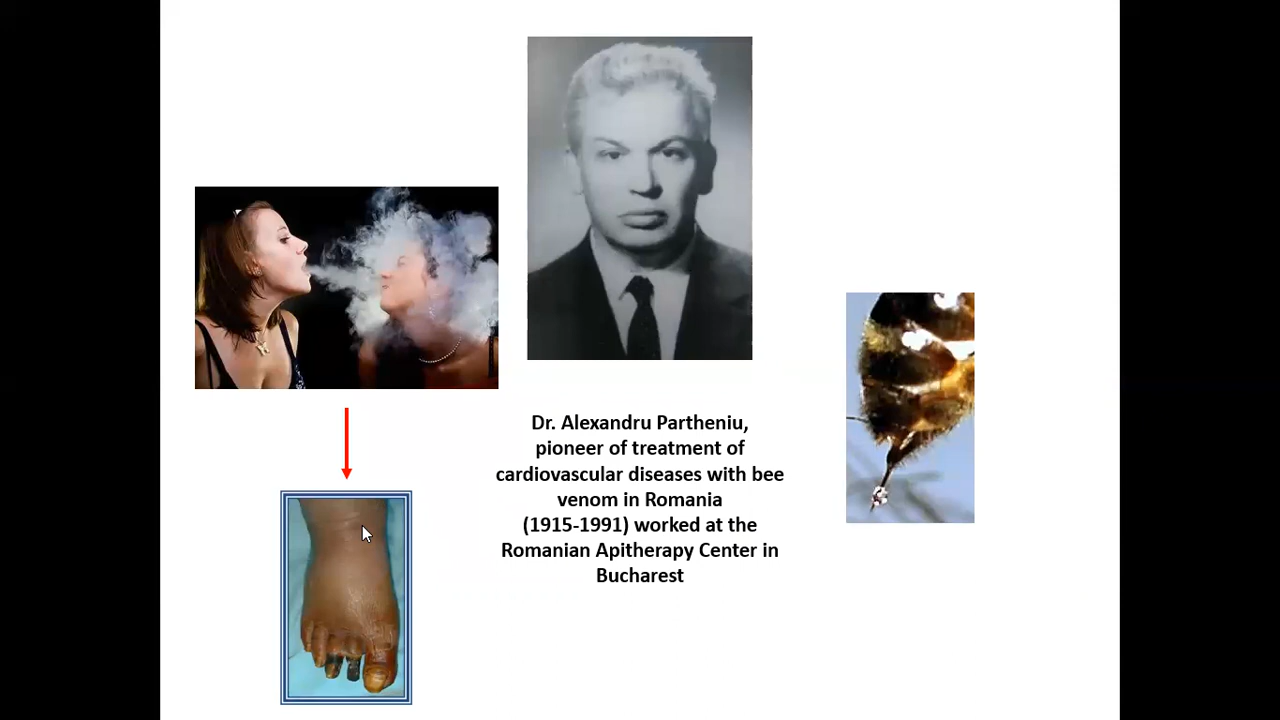 Dr. Alexandru Partheniu,
pioneer of treatment of
cardiovascular diseases with bee
venom in Romania
(1915-1991) worked at the
Romanian Apitherapy Center in
Bucharest